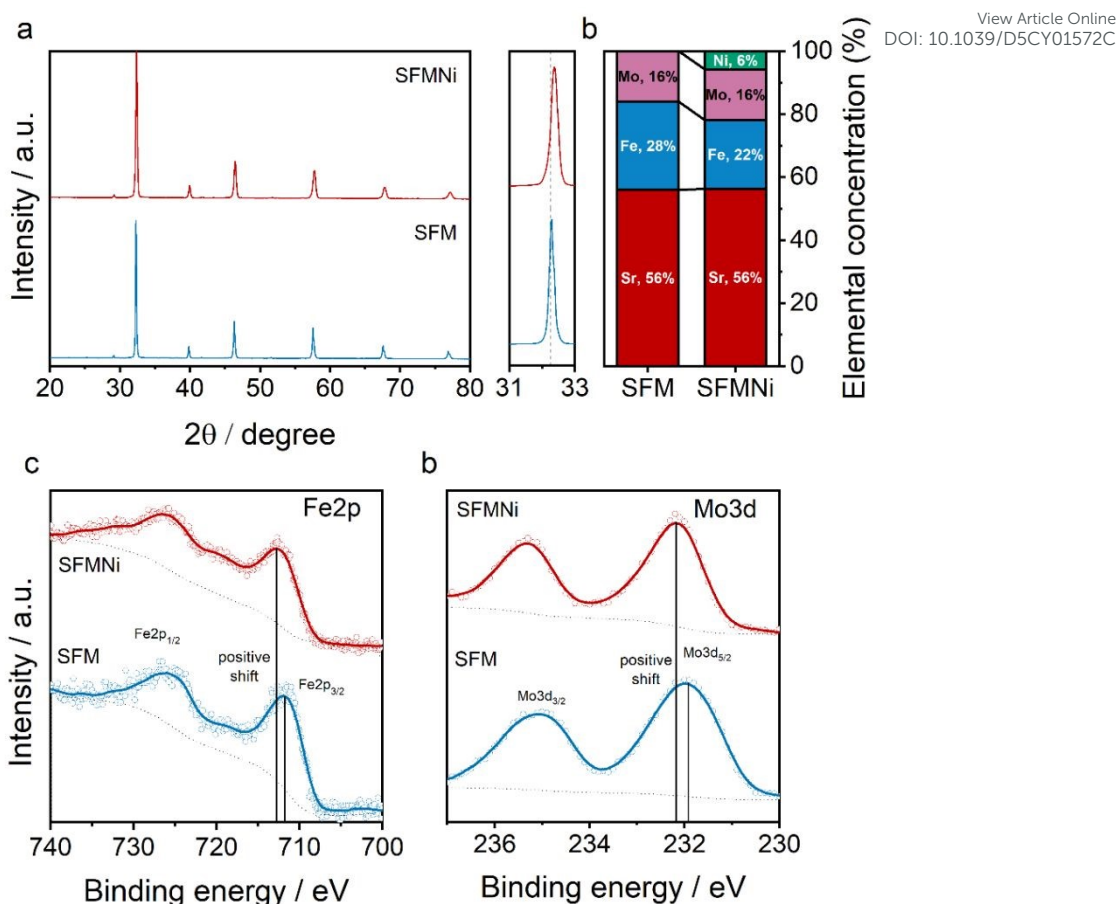 View Article Online
DOI: 10.1039/D5CY01572C
a
Intensity / a.u.
SFMNi
SFM
20 30 40 50 60 70 80
2θ / degree
31 33
b
Ni, 6%
Mo, 16%
Mo, 16%
Fe, 28%
Fe, 22%
Sr, 56%
Sr, 56%
SFM SFMNi
100
80
60
40
20
0
Elemental concentration (%)
c
Fe2p
SFMNi
Fe2p1/2
SFM
positive
shift
Fe2p3/2
Intensity / a.u.
740 730 720 710 700
Binding energy / eV
b
Mo3d
SFMNi
SFM
Mo3d3/2
positive
shift
Mo3d5/2
236 234 232 230
Binding energy / eV